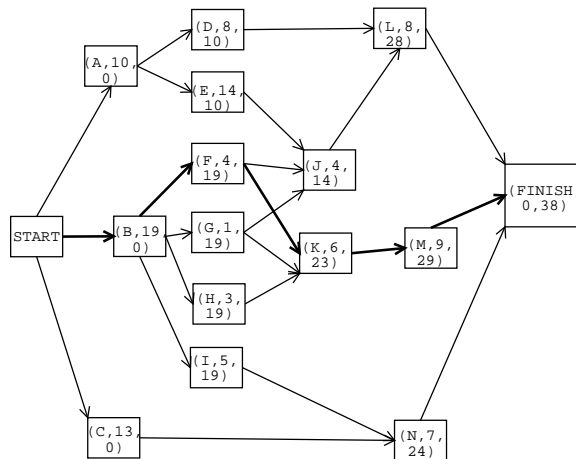 (D,8,
10)
(L,8,
28)
(A,10,
0)
(E,14,
10)
(F,4,
19)
(J,4,
14)
(FINISH
0,38)
START
(B,19
0)
(G,1,
19)
(K,6,
23)
(M,9,
29)
(H,3,
19)
(I,5,
19)
(C,13,
0)
(N,7,
24)